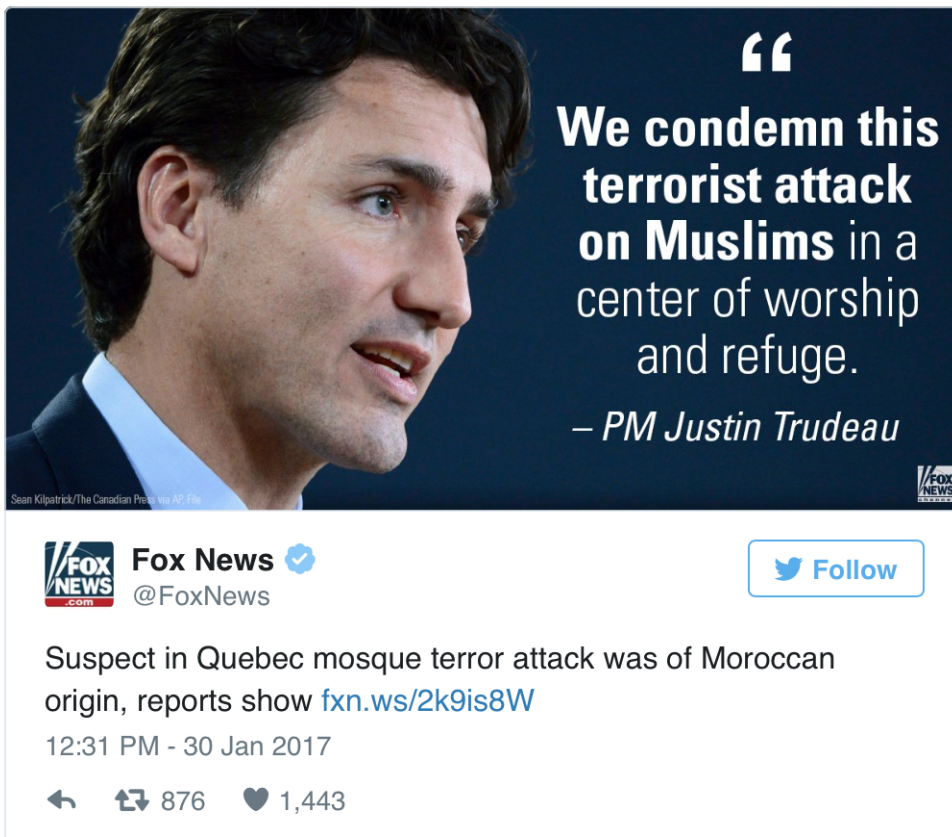 “
We condemn this
terrorist attack
on Muslims in a
center of worship
and refuge.
– PM Justin Trudeau
Sean Kilpatrick/The Canadian Press via AP, File
FOX
NEWS
channel
FOX
NEWS
.com
Fox News
@FoxNews
Follow
Suspect in Quebec mosque terror attack was of Moroccan
origin, reports show fxn.ws/2k9is8W
12:31 PM - 30 Jan 2017
876 1,443